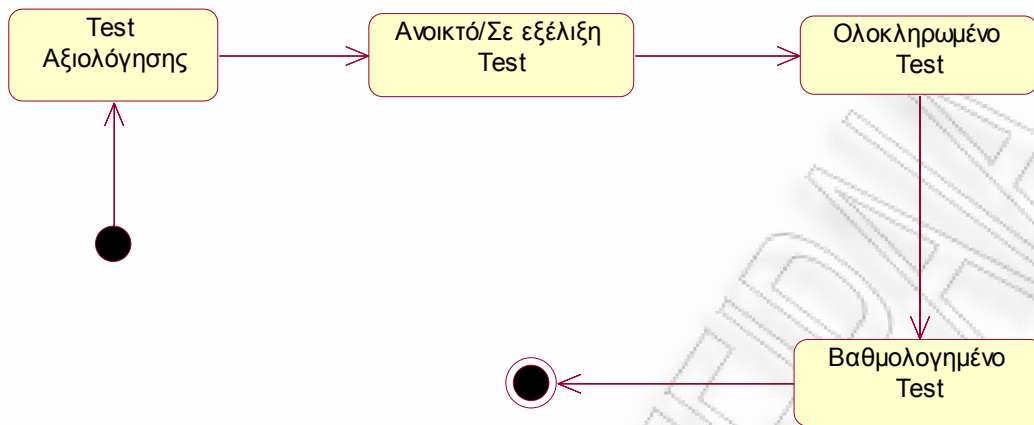 Test
Αξιολόγησης
Ανοικτό/Σε εξέλιξη
Test
Ολοκληρωμένο
Test
Βαθμολογημένο
Test